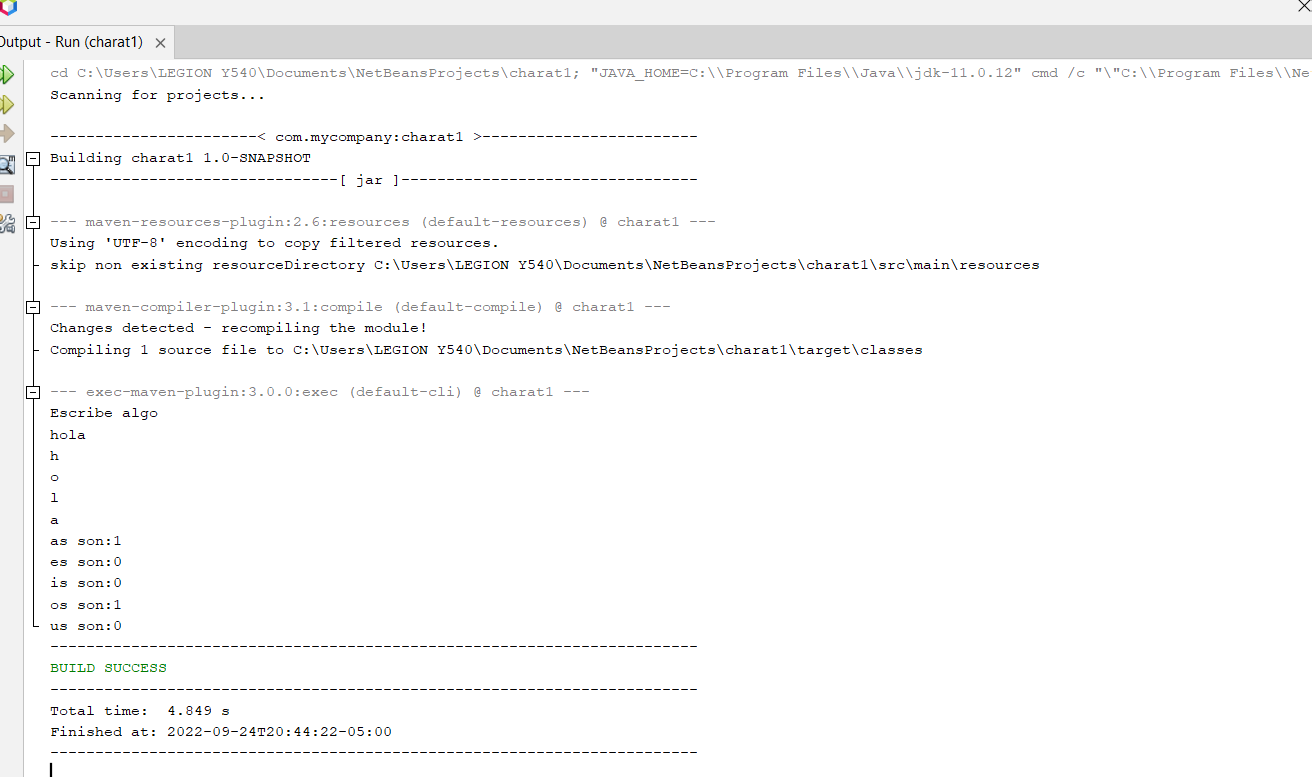 Output - Run (charat1)
cd C:\Users\LEGION Y540\Documents\NetBeansProjects\charat1; "JAVA_HOME=C:\\Program Files\\Java\\jdk-11.0.12" cmd /c "\"C:\\Program Files\\Ne
Scanning for projects...
-----------------------< com.mycompany:charat1 >------------------------
Building charat1 1.0-SNAPSHOT
--------------------------------[ jar ]---------------------------------
--- maven-resources-plugin:2.6:resources (default-resources) @ charat1 ---
Using 'UTF-8' encoding to copy filtered resources.
skip non existing resourceDirectory C:\Users\LEGION Y540\Documents\NetBeansProjects\charat1\src\main\resources
--- maven-compiler-plugin:3.1:compile (default-compile) @ charat1 ---
Changes detected - recompiling the module!
Compiling 1 source file to C:\Users\LEGION Y540\Documents\NetBeansProjects\charat1\target\classes
--- exec-maven-plugin:3.0.0:exec (default-cli) @ charat1 ---
Escribe algo
hola
h
o
l
a
as son:1
es son:0
is son:0
os son:1
us son:0
------------------------------------------------------------------------
BUILD SUCCESS
------------------------------------------------------------------------
Total time:  4.849 s
Finished at: 2022-09-24T20:44:22-05:00
------------------------------------------------------------------------